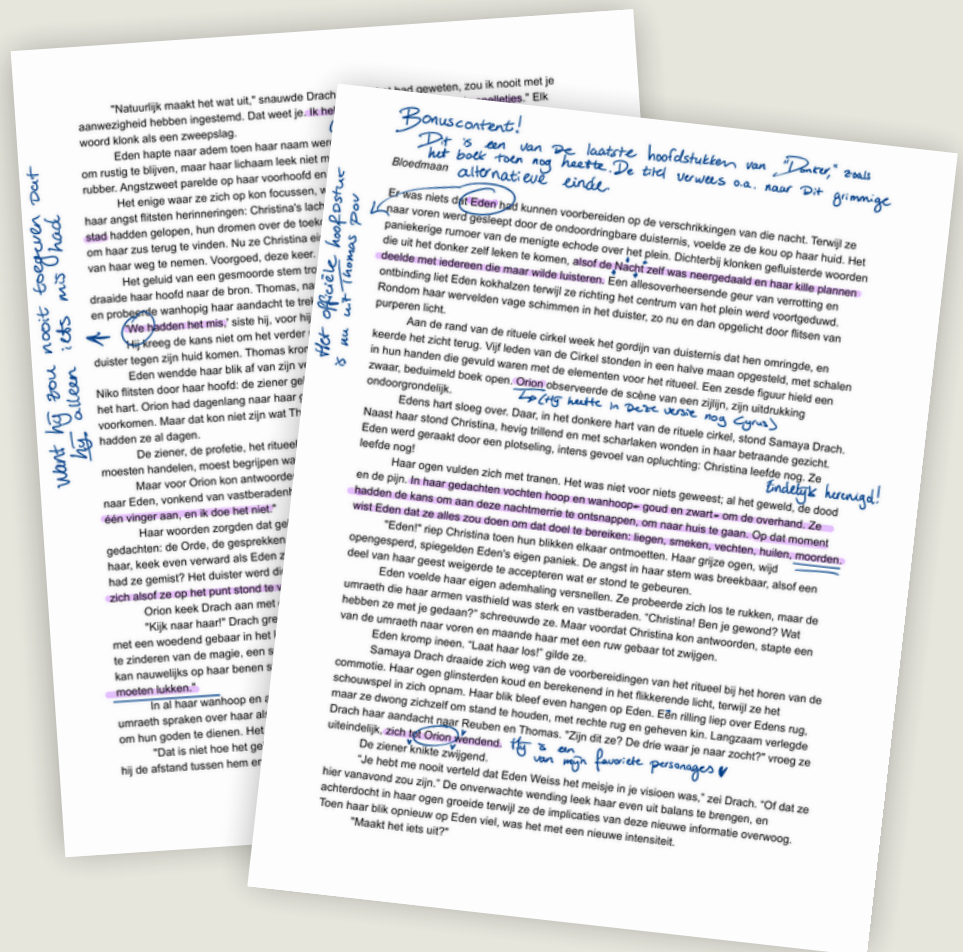 Bonuscontent!
Dit is een van de laatste hoofdstukken van "Donker," zoals
het boek toen nog heette. De titel verwees o.a. naar dit grimmige
alternatieve einde
Bloedmaan
Er was niets dat Eden had kunnen voorbereiden op de verschrikkingen van die nacht. Terwijl ze
naar voren werd gesleept door de ondoordringbare duisternis, voelde ze de kou op haar huid. Het
paniekerige rumoer van de menigte echode over het plein. Dichterbij klonken gefluisterde woorden
die uit het donker zelf leken te komen, alsof de Nacht zelf was neergedaald en haar kille plannen
deelde met iedereen die maar wilde luisteren. Een allesoverheersende geur van verrotting en
ontbinding liet Eden kokhalzen terwijl ze richting het centrum van het plein werd voortgeduwd.
Rondom haar wervelden vage schimmen in het duister, zo nu en dan opgelicht door flitsen van
purperen licht.
Aan de rand van de rituele cirkel week het gordijn van duisternis dat hen omringde, en
keerde het zicht terug. Vijf leden van de Cirkel stonden in een halve maan opgesteld, met schalen
in hun handen die gevuld waren met de elementen voor het ritueel. Een zesde figuur hield een
zwaar, beduimeld boek open. Orion observeerde de scène van een zijlijn, zijn uitdrukking
ondoorgrondelijk.
↳ (Hij heette in deze versie nog Cyrus)
Edens hart sloeg over. Daar, in het donkere hart van de rituele cirkel, stond Samaya Drach.
Naast haar stond Christina, hevig trillend en met scharlaken wonden in haar betraande gezicht.
Eden werd geraakt door een plotseling, intens gevoel van opluchting: Christina leefde nog. Ze
leefde nog!
Eindelijk herenigd!
Haar ogen vulden zich met tranen. Het was niet voor niets geweest; al het geweld, de dood
en de pijn. In haar gedachten vochten hoop en wanhoop– goud en zwart– om de overhand. Ze
hadden de kans om aan deze nachtmerrie te ontsnappen, om naar huis te gaan. Op dat moment
wist Eden dat ze alles zou doen om dat doel te bereiken: liegen, smeken, vechten, huilen, moorden.
"Eden!" riep Christina toen hun blikken elkaar ontmoetten. Haar grijze ogen, wijd
opengesperd, spiegelden Eden's eigen paniek. De angst in haar stem was breekbaar, alsof een
deel van haar geest weigerde te accepteren wat er stond te gebeuren.
Eden voelde haar eigen ademhaling versnellen. Ze probeerde zich los te rukken, maar de
umraeth die haar armen vasthield was sterk en vastberaden. "Christina! Ben je gewond? Wat
hebben ze met je gedaan?" schreeuwde ze. Maar voordat Christina kon antwoorden, stapte een
van de umraeth naar voren en maande haar met een ruw gebaar tot zwijgen.
Eden kromp ineen. "Laat haar los!" gilde ze.
Samaya Drach draaide zich weg van de voorbereidingen van het ritueel bij het horen van de
commotie. Haar ogen glinsterden koud en berekenend in het flikkerende licht, terwijl ze het
schouwspel in zich opnam. Haar blik bleef even hangen op Eden. Een rilling liep over Edens rug,
maar ze dwong zichzelf om stand te houden, met rechte rug en geheven kin. Langzaam verlegde
Drach haar aandacht naar Reuben en Thomas. "Zijn dit ze? De drie waar je naar zocht?" vroeg ze
uiteindelijk, zich tot Orion wendend.
Hij is een
van mijn favoriete personages
De ziener knikte zwijgend.
"Je hebt me nooit verteld dat Eden Weiss het meisje in je visioen was," zei Drach. "Of dat ze
hier vanavond zou zijn." De onverwachte wending leek haar even uit balans te brengen, en
achterdocht in haar ogen groeide terwijl ze de implicaties van deze nieuwe informatie overwoog.
Toen haar blik opnieuw op Eden viel, was het met een nieuwe intensiteit.
"Maakt het iets uit?"
Het officiële hoofdstuk
is nu uit Thomas POV
"Natuurlijk maakt het wat uit," snauwde Drach
had geweten, zou ik nooit met je
aanwezigheid hebben ingestemd. Dat weet je. Ik
spelletjes." Elk
woord klonk als een zweepslag.
Eden hapte naar adem toen haar naam
om rustig te blijven, maar haar lichaam leek niet
rubber. Angstzweet parelde op haar voorhoofd en
Het enige waar ze zich op kon focussen,
haar angst flitsten herinneringen: Christina's
stad hadden gelopen, hun dromen over de
om haar terug te vinden. Nu ze Christina
van haar weg te nemen. Voorgoed, deze keer.
Het geluid van een gesmoorde stem
draaide haar hoofd naar de bron. Thomas,
en probeerde wanhopig haar aandacht te
'We hadden het mis,' siste hij, voor
Hij kreeg de kans niet om het verder
duister tegen zijn huid komen. Thomas
Eden wendde haar blik af van zijn
Niko flitsten door haar hoofd: de ziener
het hart. Orion had dagenlang naar haar
voorkomen. Maar dat kon niet zijn wat
hadden ze al dagen.
De ziener, de profetie, het ritueel
moesten handelen, moest begrijpen
Maar voor Orion kon antwoorden
naar Eden, vonkend van
één vinger aan, en ik doe het niet."
Haar woorden zorgden dat
gedachten: de Orde, de gesprekken
haar, keek even verward als Eden
had ze gemist? Het duister werd
zich alsof ze op het punt stond te
Orion keek Drach aan met
"Kijk naar haar!" Drach
met een woedend gebaar in het
te zinderen van de magie, een
kan nauwelijks op haar benen
moeten lukken."
In al haar wanhoop en
umraeth spraken over haar
om hun goden te dienen. Het
"Dat is niet hoe het
hij de afstand tussen hem en
Want hij zou nooit toegeven dat
hij alleen iets mis had